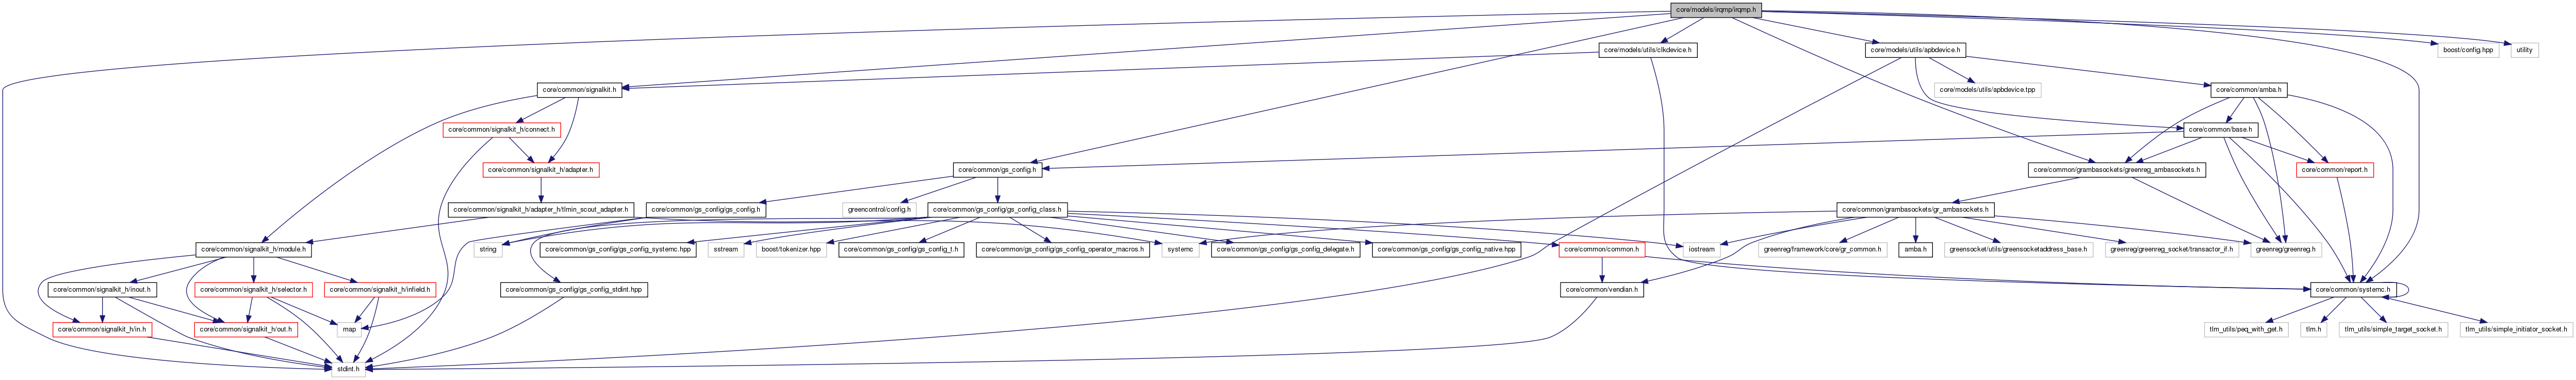 core/models/irqmp/irqmp.h
core/models/utils/clkdevice.h
core/models/utils/apbdevice.h
boost/config.hpp
utility
core/common/signalkit.h
core/models/utils/apbdevice.tpp
core/common/amba.h
core/common/signalkit_h/connect.h
core/common/base.h
core/common/signalkit_h/adapter.h
core/common/gs_config.h
core/common/grambasockets/greenreg_ambasockets.h
core/common/report.h
core/common/signalkit_h/adapter_h/tlmin_scout_adapter.h
core/common/gs_config/gs_config.h
greencontrol/config.h
core/common/gs_config/gs_config_class.h
core/common/grambasockets/gr_ambasockets.h
core/common/signalkit_h/module.h
string
core/common/gs_config/gs_config_systemc.hpp
sstream
boost/tokenizer.hpp
core/common/gs_config/gs_config_t.h
core/common/gs_config/gs_config_operator_macros.h
systemc
core/common/gs_config/gs_config_delegate.h
core/common/gs_config/gs_config_native.hpp
core/common/common.h
iostream
greenreg/framework/core/gr_common.h
amba.h
greensocket/utils/greensocketaddress_base.h
greenreg/greenreg_socket/transactor_if.h
greenreg/greenreg.h
core/common/signalkit_h/inout.h
core/common/signalkit_h/selector.h
core/common/signalkit_h/infield.h
core/common/gs_config/gs_config_stdint.hpp
core/common/vendian.h
core/common/systemc.h
core/common/signalkit_h/in.h
core/common/signalkit_h/out.h
map
tlm_utils/peq_with_get.h
tlm.h
tlm_utils/simple_target_socket.h
tlm_utils/simple_initiator_socket.h
stdint.h